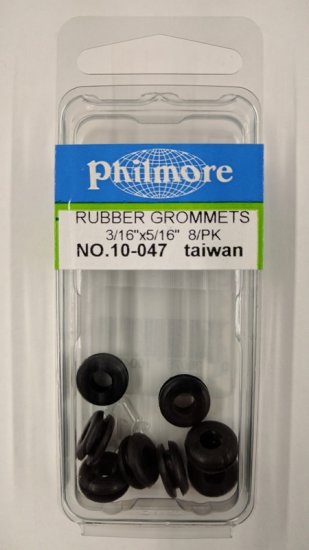 Philmore
RUBBER GROMMETS
3/16"x5/16" 8/PK
NO.10-047 taiwan